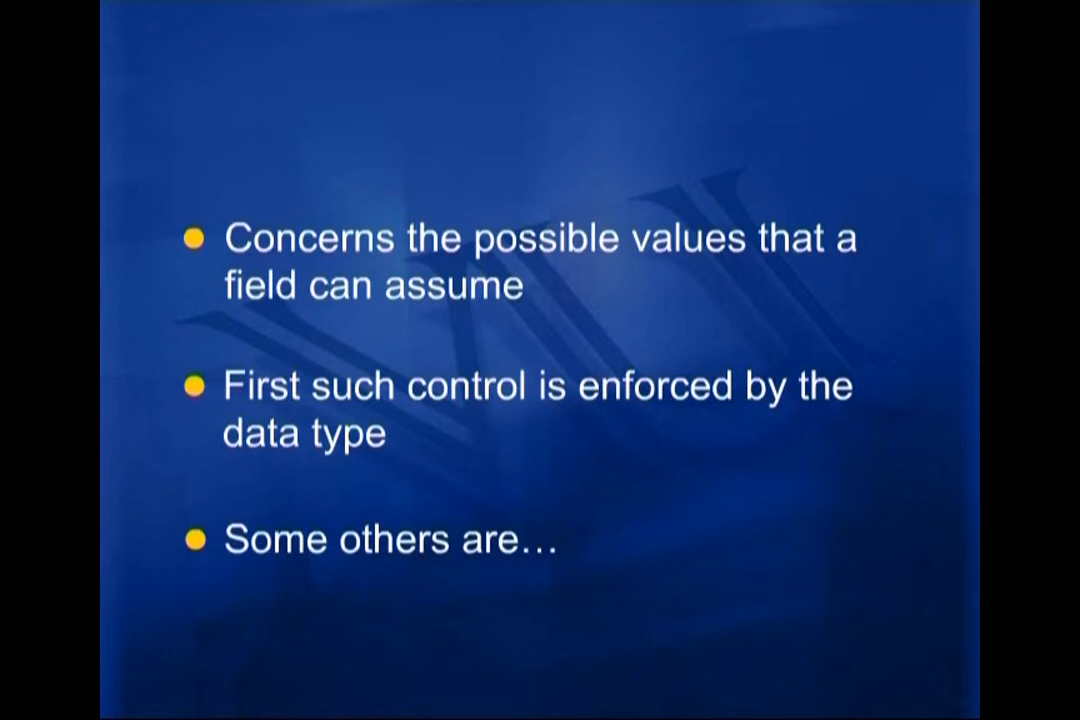 Concerns the possible values that a
field can assume
First such control is enforced by the
data type
Some others are…